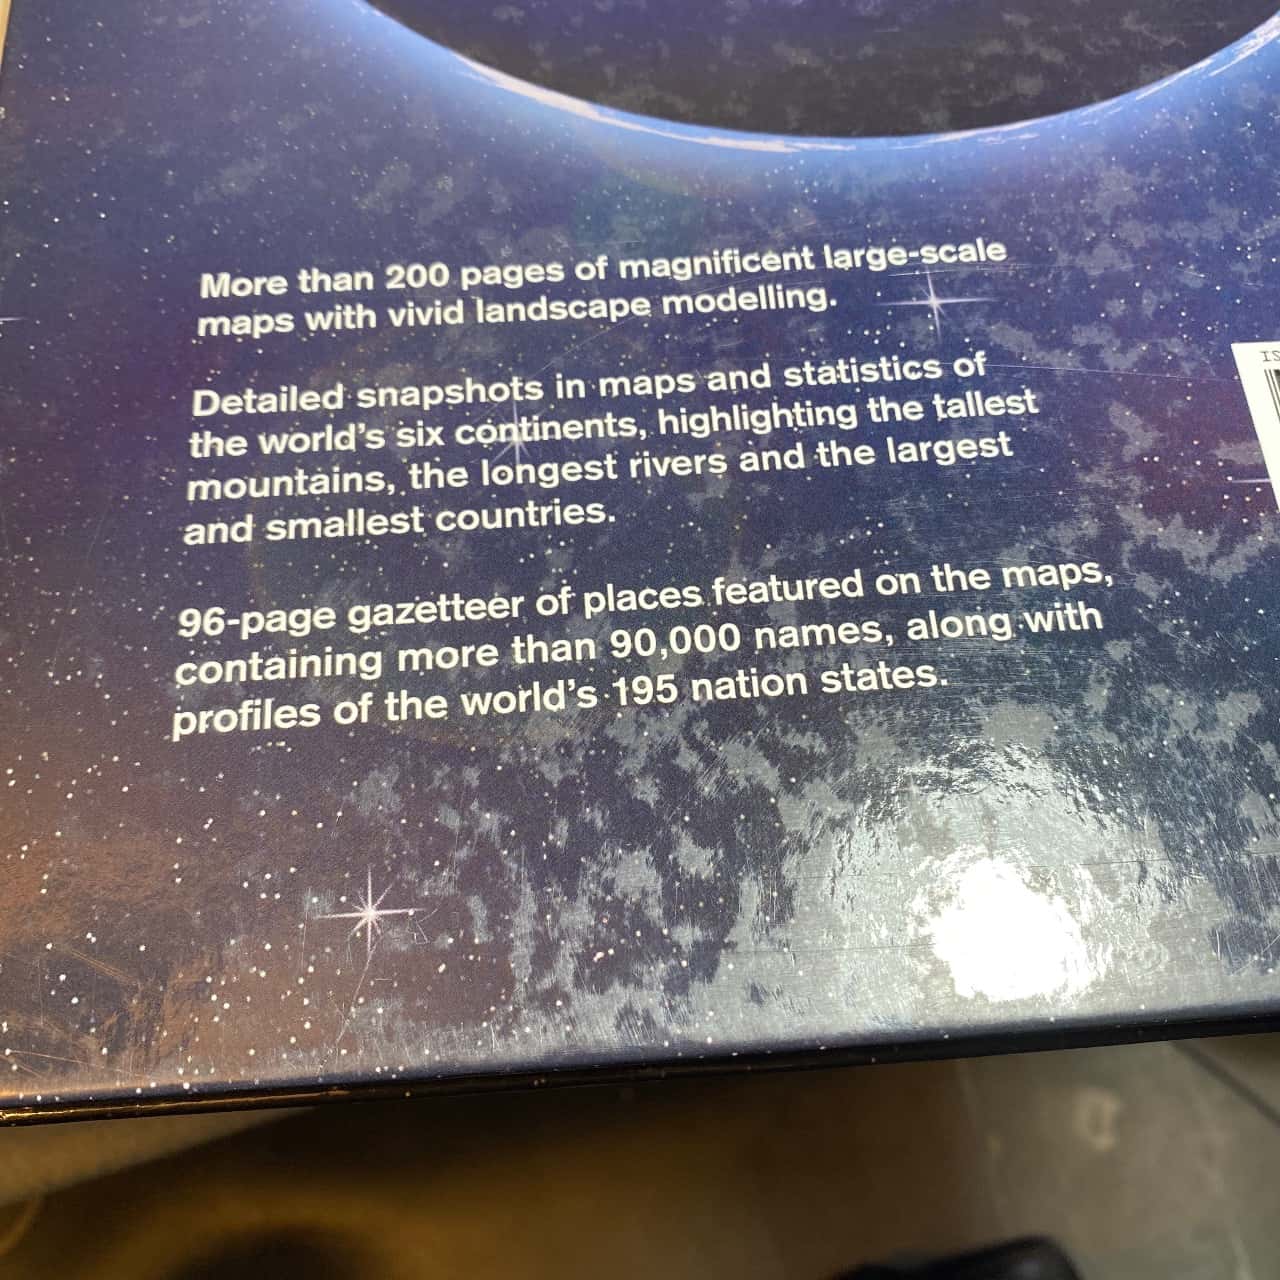 More than 200 pages of magnificent large-scale
maps with vivid landscape modelling.
Detailed snapshots in maps and statistics of
the world's six continents, highlighting the tallest
mountains, the longest rivers and the largest
and smallest countries.
96-page gazetteer of places featured on the maps,
containing more than 90,000 names, along with
profiles of the world's 195 nation states.
IS